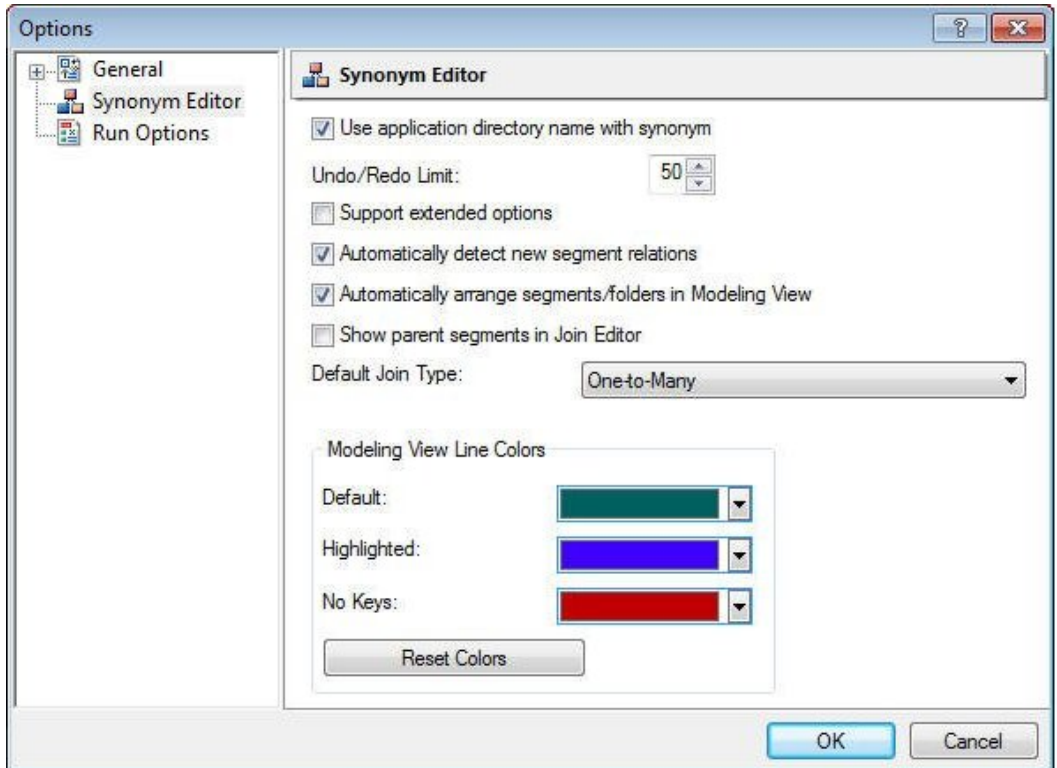 Options
General
Synonym Editor
Run Options
Synonym Editor
Use application directory name with synonym
Undo/Redo Limit: 50
Support extended options
Automatically detect new segment relations
Automatically arrange segments/folders in Modeling View
Show parent segments in Join Editor
Default Join Type: One-to-Many
Modeling View Line Colors
Default:
Highlighted:
No Keys:
Reset Colors
OK Cancel